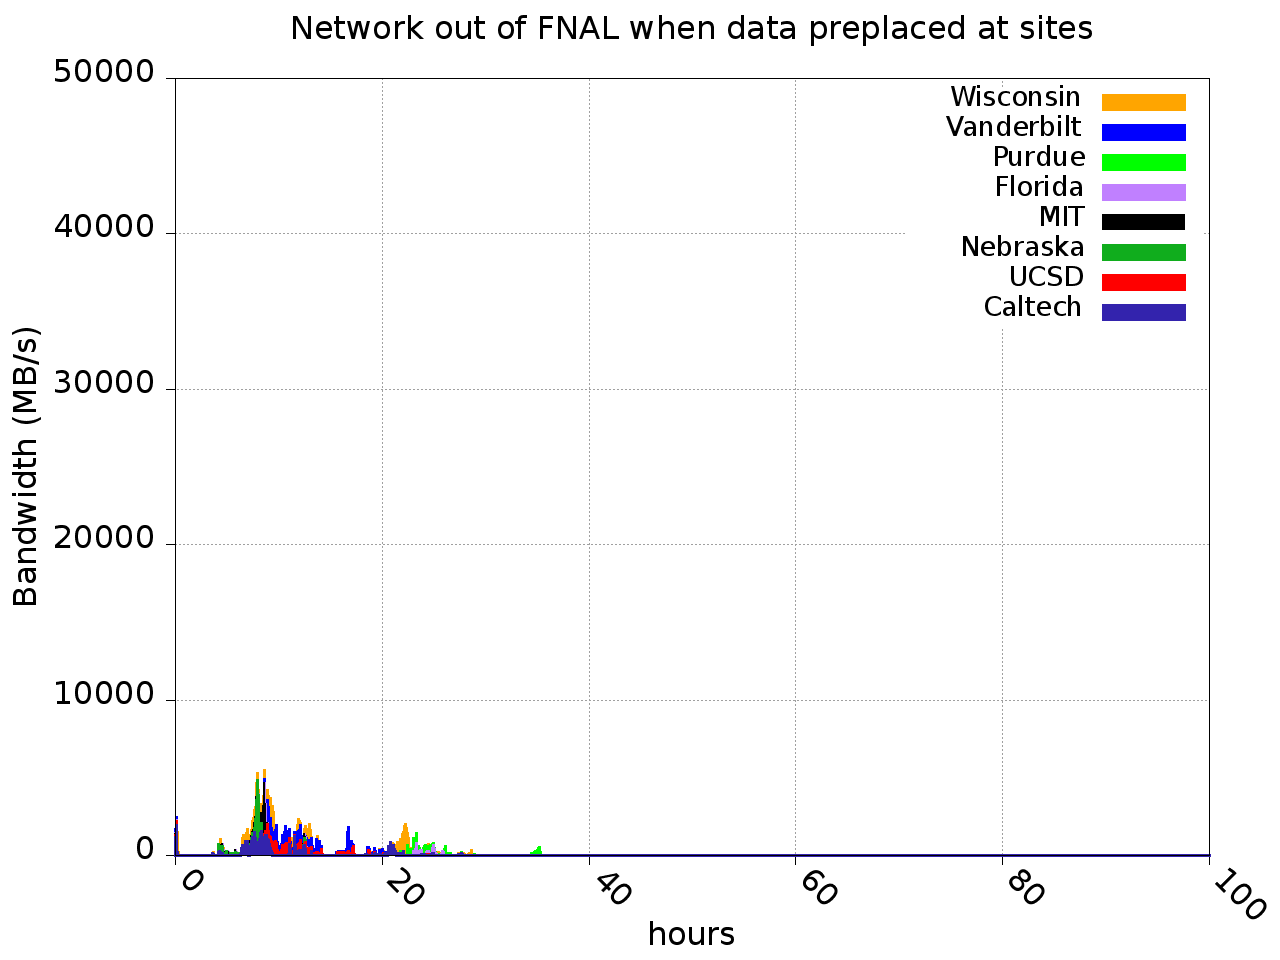 Network out of FNAL when data preplaced at sites
50000
40000
30000
20000
10000
0
Bandwidth (MB/s)
Wisconsin
Vanderbilt
Purdue
Florida
MIT
Nebraska
UCSD
Caltech
0
20
40
60
80
100
hours